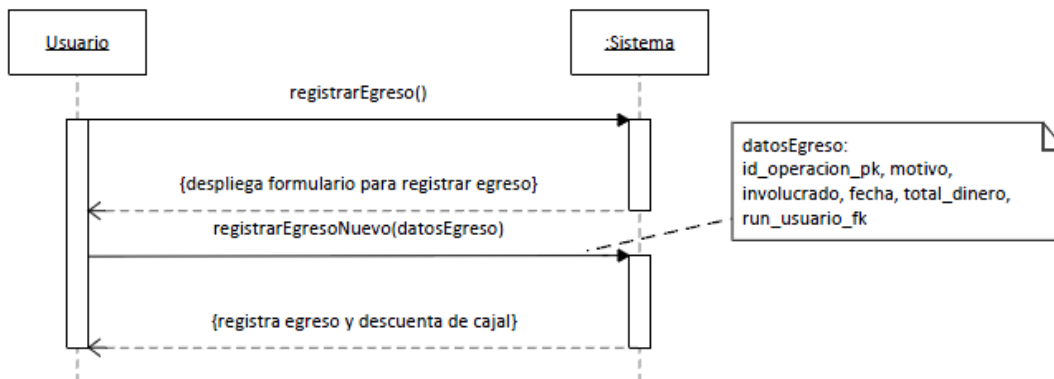 Usuario
:Sistema
registrarEgreso()
{despliega formulario para registrar egreso}
registrarEgresoNuevo(datosEgreso)
{registra egreso y descuenta de cajal}
datosEgreso:
id_operacion_pk, motivo,
involucrado, fecha, total_dinero,
run_usuario_fk